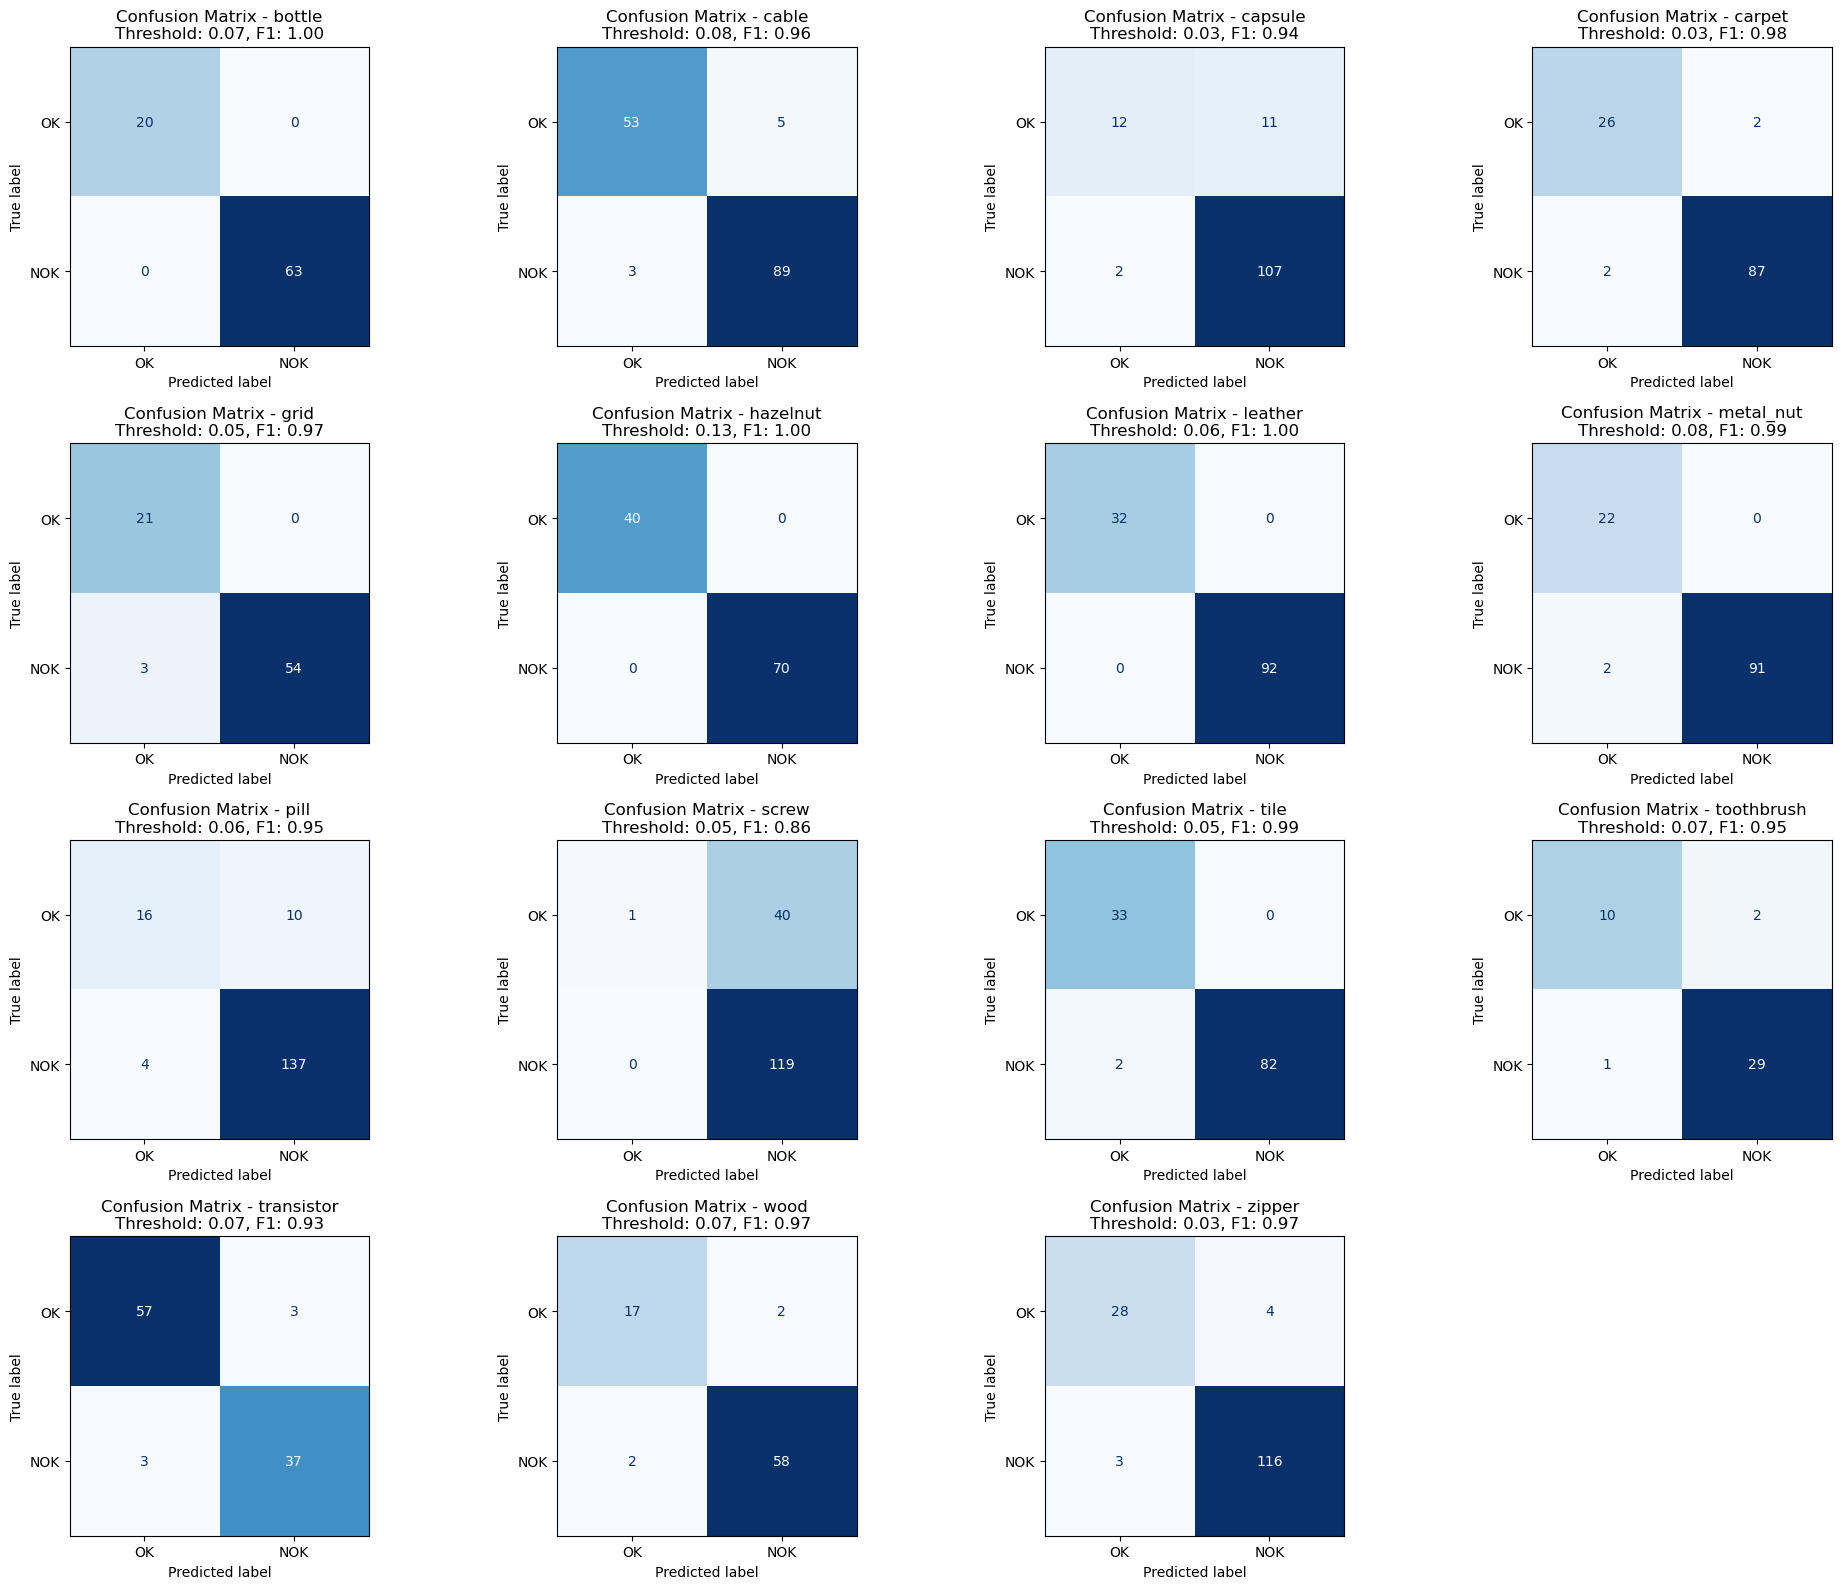 Confusion Matrix - bottle
Threshold: 0.07, F1: 1.00
True label
OK
20
0
NOK
0
63
OK
NOK
Predicted label
Confusion Matrix - cable
Threshold: 0.08, F1: 0.96
True label
OK
53
5
NOK
3
89
OK
NOK
Predicted label
Confusion Matrix - capsule
Threshold: 0.03, F1: 0.94
True label
OK
12
11
NOK
2
107
OK
NOK
Predicted label
Confusion Matrix - carpet
Threshold: 0.03, F1: 0.98
True label
OK
26
2
NOK
2
87
OK
NOK
Predicted label
Confusion Matrix - grid
Threshold: 0.05, F1: 0.97
True label
OK
21
0
NOK
3
54
OK
NOK
Predicted label
Confusion Matrix - hazelnut
Threshold: 0.13, F1: 1.00
True label
OK
40
0
NOK
0
70
OK
NOK
Predicted label
Confusion Matrix - leather
Threshold: 0.06, F1: 1.00
True label
OK
32
0
NOK
0
92
OK
NOK
Predicted label
Confusion Matrix - metal_nut
Threshold: 0.08, F1: 0.99
True label
OK
22
0
NOK
2
91
OK
NOK
Predicted label
Confusion Matrix - pill
Threshold: 0.06, F1: 0.95
True label
OK
16
10
NOK
4
137
OK
NOK
Predicted label
Confusion Matrix - screw
Threshold: 0.05, F1: 0.86
True label
OK
1
40
NOK
0
119
OK
NOK
Predicted label
Confusion Matrix - tile
Threshold: 0.05, F1: 0.99
True label
OK
33
0
NOK
2
82
OK
NOK
Predicted label
Confusion Matrix - toothbrush
Threshold: 0.07, F1: 0.95
True label
OK
10
2
NOK
1
29
OK
NOK
Predicted label
Confusion Matrix - transistor
Threshold: 0.07, F1: 0.93
True label
OK
57
3
NOK
3
37
OK
NOK
Predicted label
Confusion Matrix - wood
Threshold: 0.07, F1: 0.97
True label
OK
17
2
NOK
2
58
OK
NOK
Predicted label
Confusion Matrix - zipper
Threshold: 0.03, F1: 0.97
True label
OK
28
4
NOK
3
116
OK
NOK
Predicted label